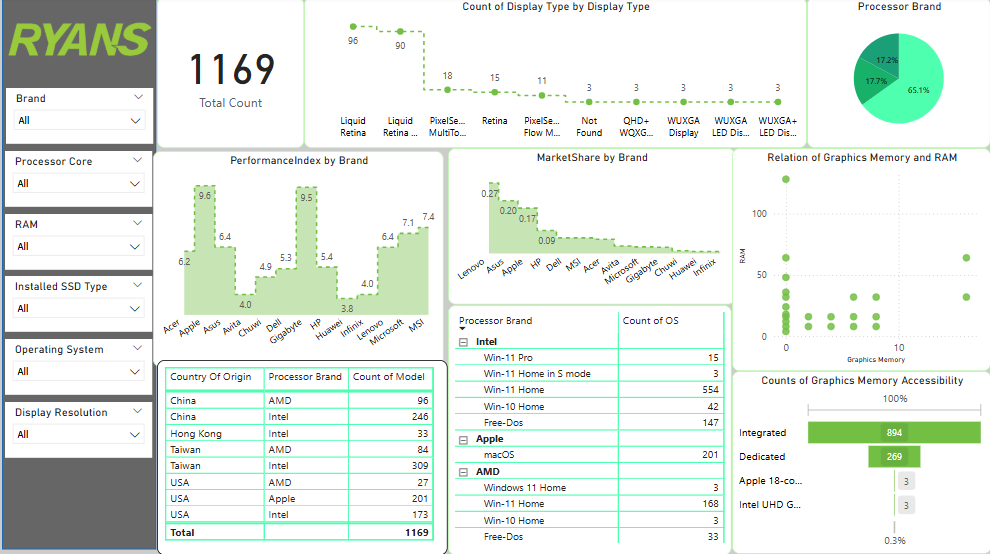 RYANS
Brand
All
Processor Core
All
RAM
All
Installed SSD Type
All
Operating System
All
Display Resolution
All
1169
Total Count
Count of Display Type by Display Type
96
90
18
15
11
3
3
3
3
3
Liquid Retina
Liquid Retina ...
PixelSe... MultiTo...
Retina
PixelSe... Flow M...
Not Found
QHD+ WQXG...
WUXGA Display
WUXGA LED Dis...
WUXGA+ LED Dis...
Processor Brand
17.2%
17.7%
65.1%
PerformanceIndex by Brand
6.2
9.6
6.4
4.0
4.9
5.3
9.5
5.4
3.8
4.0
6.4
7.1
7.4
Acer
Apple
Asus
Avita
Chuwi
Dell
Gigabyte
HP
Huawei
Infinix
Lenovo
Microsoft
MSI
MarketShare by Brand
0.27
0.20
0.17
0.09
Lenovo
Asus
Apple
HP
Dell
MSI
Acer
Avita
Microsoft
Gigabyte
Chuwi
Huawei
Infinix
Relation of Graphics Memory and RAM
RAM
100
50
0
0
10
Graphics Memory
Country Of Origin Processor Brand Count of Model
China AMD 96
China Intel 246
Hong Kong Intel 33
Taiwan AMD 84
Taiwan Intel 309
USA AMD 27
USA Apple 201
USA Intel 173
Total 1169
Processor Brand Count of OS
Intel
Win-11 Pro 15
Win-11 Home in S mode 3
Win-11 Home 554
Win-10 Home 42
Free-Dos 147
Apple
macOS 201
AMD
Windows 11 Home 3
Win-11 Home 168
Win-10 Home 3
Free-Dos 33
Counts of Graphics Memory Accessibility
100%
Integrated 894
Dedicated 269
Apple 18-co... 3
Intel UHD G... 3
0.3%